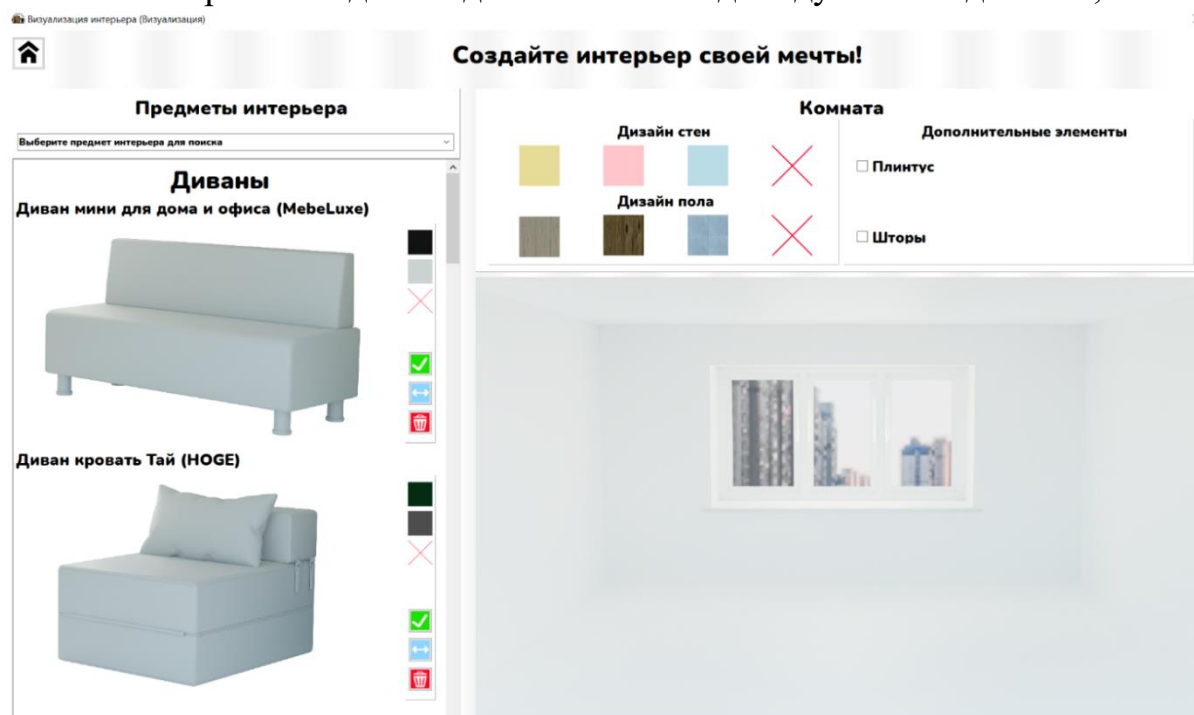 Визуализация интерьера (Визуализация)
Создайте интерьер своей мечты!
Предметы интерьера
Выберите предмет интерьера для поиска
Диваны
Диван мини для дома и офиса (MebeLuxe)
Диван кровать Тай (HOGE)
Комната
Дизайн стен
Дизайн пола
Дополнительные элементы
Плинтус
Шторы